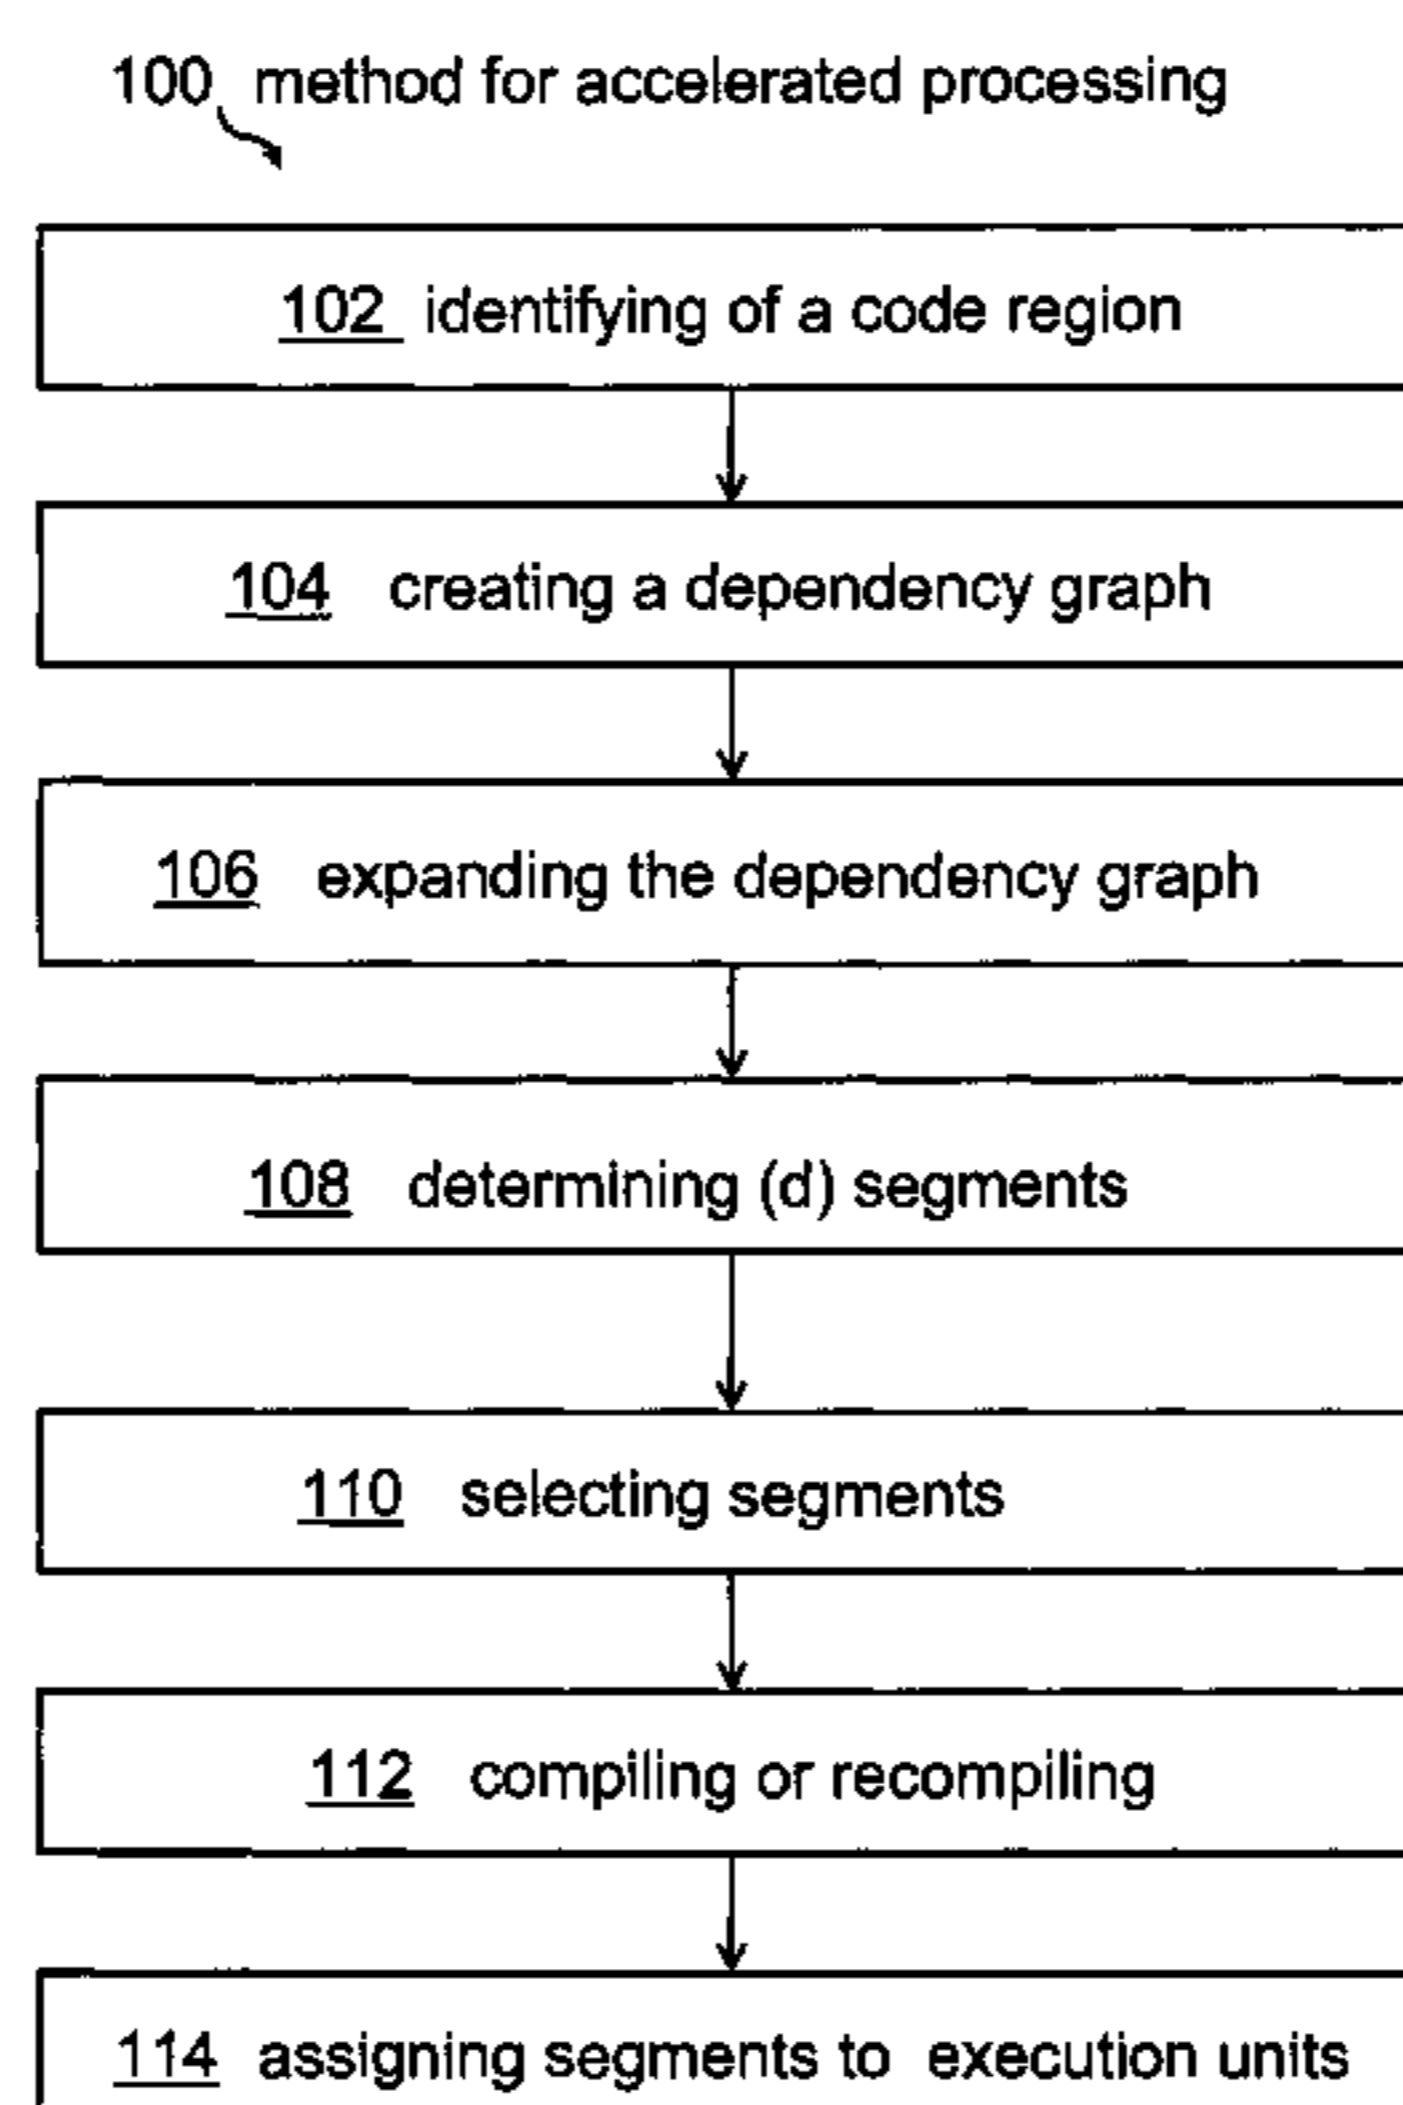 100 method for accelerated processing
102 identifying of a code region
104 creating a dependency graph
106 expanding the dependency graph
108 determining (d) segments
110 selecting segments
112 compiling or recompiling
114 assigning segments to execution units